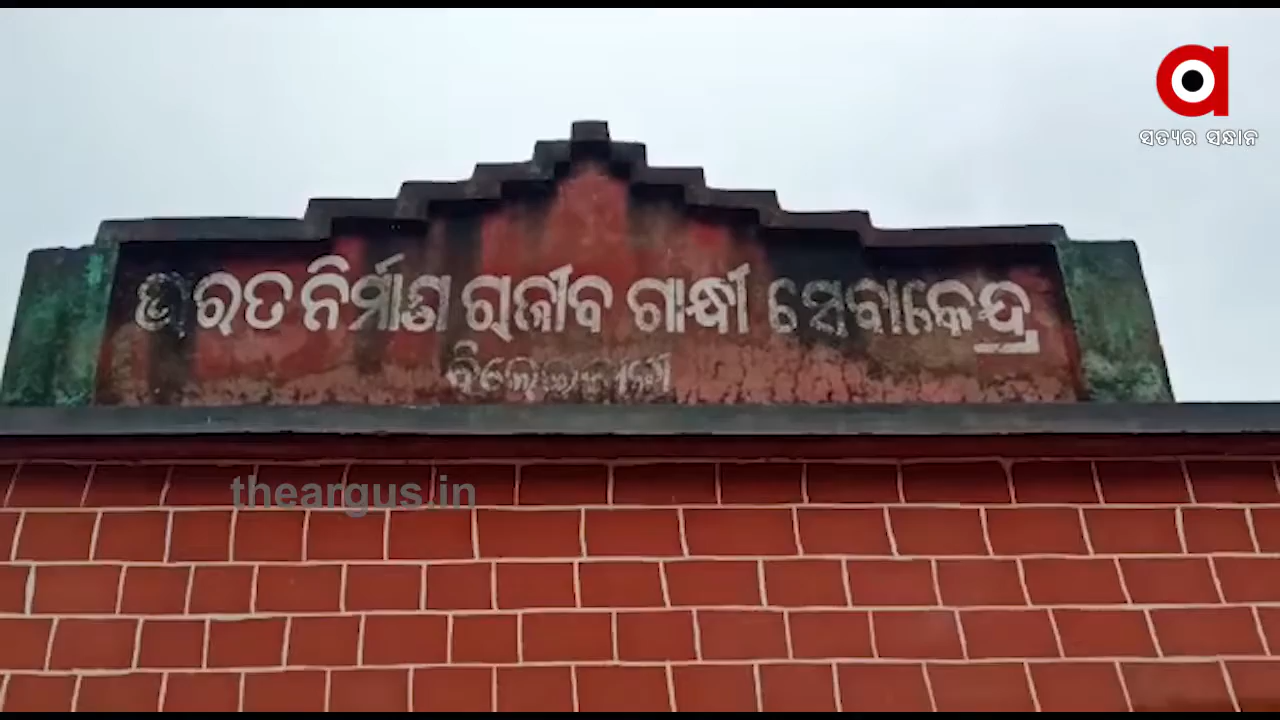 ସତ୍ୟର ସନ୍ଧାନ
ଭାରତ ନିର୍ମାଣ ରାଜୀବ ଗାନ୍ଧୀ ସେବାକେନ୍ଦ୍ର
theargus.in